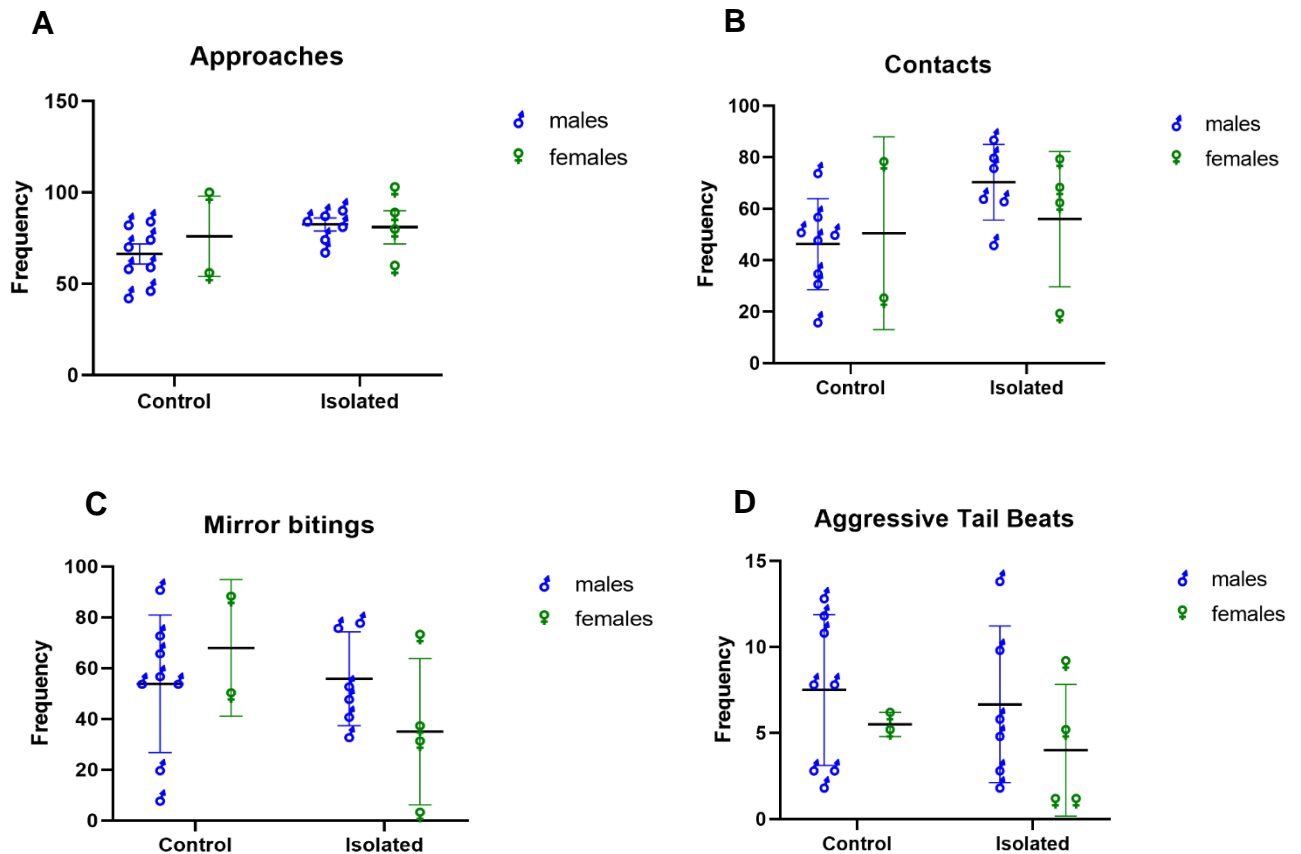 A
Approaches
150
100
50
0
Frequency
Control
Isolated
males
females
B
Contacts
100
80
60
40
20
0
Frequency
Control
Isolated
males
females
C
Mirror bitings
100
80
60
40
20
0
Frequency
Control
Isolated
males
females
D
Aggressive Tail Beats
15
10
5
0
Frequency
Control
Isolated
males
females